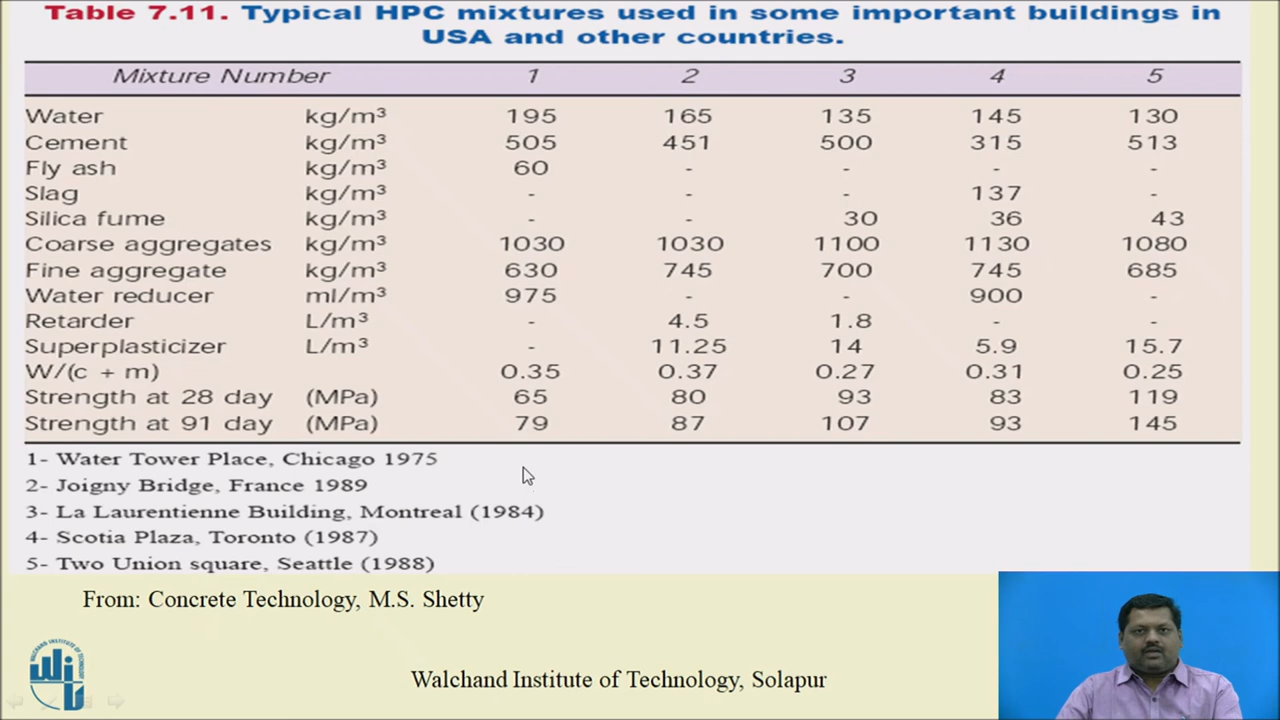 Table 7.11. Typical HPC mixtures used in some important buildings in
USA and other countries.
Mixture Number 1 2 3 4 5
Water kg/m³ 195 165 135 145 130
Cement kg/m³ 505 451 500 315 513
Fly ash kg/m³ 60 - - - -
Slag kg/m³ - - - 137 -
Silica fume kg/m³ - - 30 36 43
Coarse aggregates kg/m³ 1030 1030 1100 1130 1080
Fine aggregate kg/m³ 630 745 700 745 685
Water reducer ml/m³ 975 - - 900 -
Retarder L/m³ - 4.5 1.8 - -
Superplasticizer L/m³ - 11.25 14 5.9 15.7
W/(c + m) 0.35 0.37 0.27 0.31 0.25
Strength at 28 day (MPa) 65 80 93 83 119
Strength at 91 day (MPa) 79 87 107 93 145
1- Water Tower Place, Chicago 1975
2- Joigny Bridge, France 1989
3- La Laurentienne Building, Montreal (1984)
4- Scotia Plaza, Toronto (1987)
5- Two Union square, Seattle (1988)
From: Concrete Technology, M.S. Shetty
WALCHAND INSTITUTE OF TECHNOLOGY
Walchand Institute of Technology, Solapur